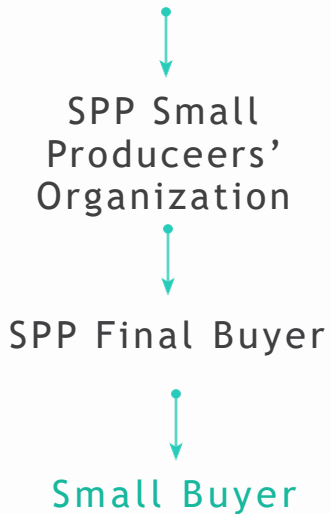 SPP Small
Produceers’
Organization
SPP Final Buyer
Small Buyer